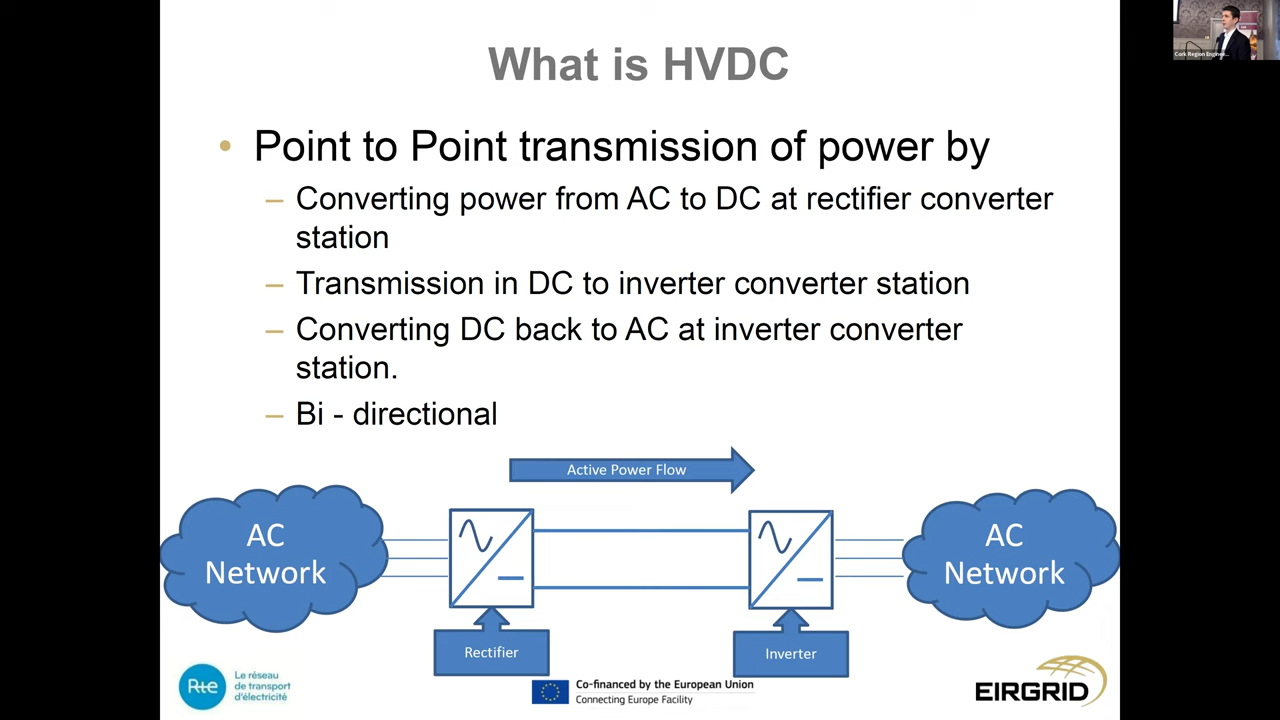 What is HVDC
• Point to Point transmission of power by
– Converting power from AC to DC at rectifier converter
station
– Transmission in DC to inverter converter station
– Converting DC back to AC at inverter converter
station.
– Bi - directional
Active Power Flow
AC
Network
AC
Network
Rectifier
Inverter
Rte
Le réseau
de transport
d'électricité
Co-financed by the European Union
Connecting Europe Facility
EIRGRID
Cork Region Enginee...